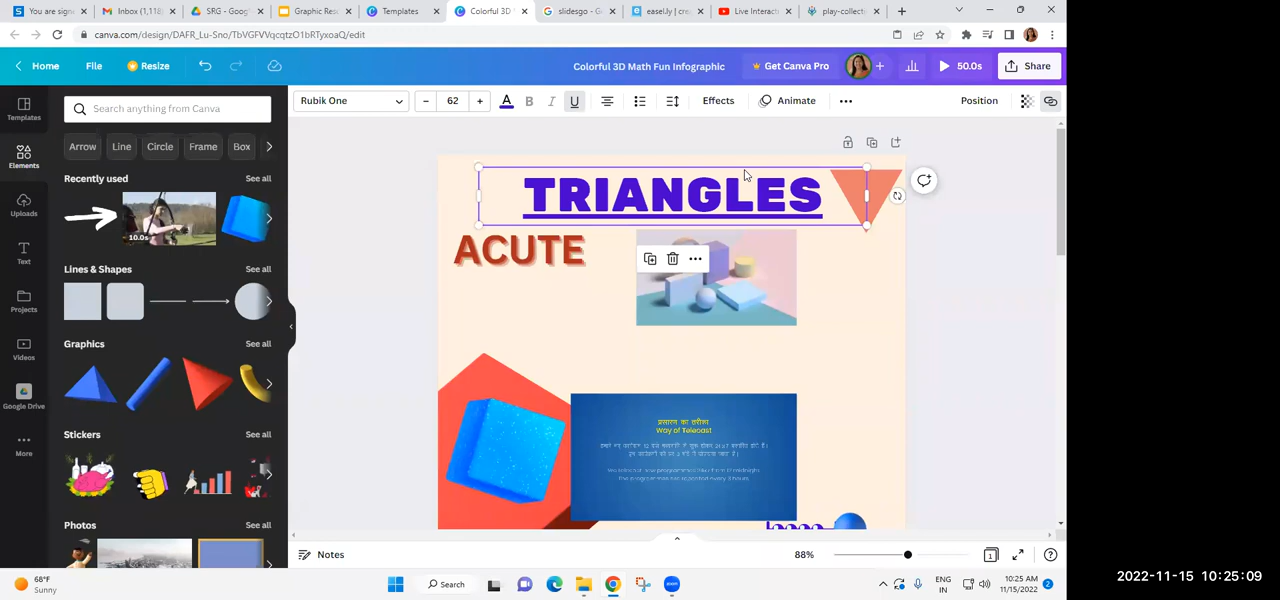 You are signe
Inbox (1,118)
SRG - Googl
Graphic Res
Templates
Colorful 3D
slidesgo - G
easel.ly | cre
Live Interacti
play-collecti
canva.com/design/DAFR_Lu-Sno/TbVGFVVqcqtzO1bRTyxoaQ/edit
Home
File
Resize
Colorful 3D Math Fun Infographic
Get Canva Pro
50.0s
Share
Templates
Elements
Uploads
Text
Projects
Videos
Google Drive
More
Search anything from Canva
Arrow
Line
Circle
Frame
Box
Recently used
See all
10.0s
Lines & Shapes
See all
Graphics
See all
Stickers
See all
Photos
See all
Rubik One
62
A
B
I
U
Effects
Animate
Position
TRIANGLES
ACUTE
प्रसारण का तरीका
Way of Telecast
Notes
88%
1
68°F
Sunny
Search
ENG
IN
10:25 AM
11/15/2022
2
2022-11-15 10:25:09